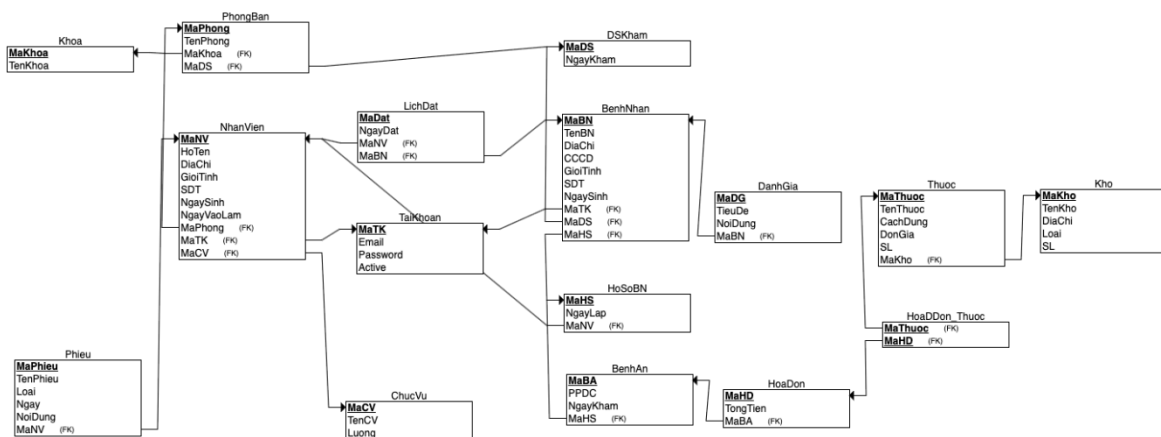 Khoa
MaKhoa
TenKhoa
PhongBan
MaPhong
TenPhong
MaKhoa (FK)
MaDS (FK)
DSKham
MaDS
NgayKham
LichDat
MaDat
NgayDat
MaNV (FK)
MaBN (FK)
NhanVien
MaNV
HoTen
DiaChi
GioiTinh
SDT
NgaySinh
NgayVaoLam
MaPhong (FK)
MaTK (FK)
MaCV (FK)
BenhNhan
MaBN
TenBN
DiaChi
CCCD
GioiTinh
SDT
NgaySinh
MaTK (FK)
MaDS (FK)
MaHS (FK)
TaiKhoan
MaTK
Email
Password
Active
DanhGia
MaDG
TieuDe
NoiDung
MaBN (FK)
Thuoc
MaThuoc
TenThuoc
CachDung
DonGia
SL
MaKho (FK)
Kho
MaKho
TenKho
DiaChi
Loai
SL
HoSoBN
MaHS
NgayLap
MaNV (FK)
HoaDDon_Thuoc
MaThuoc (FK)
MaHD (FK)
Phieu
MaPhieu
TenPhieu
Loai
Ngay
NoiDung
MaNV (FK)
ChucVu
MaCV
TenCV
Luong
BenhAn
MaBA
PPDC
NgayKham
MaHS (FK)
HoaDon
MaHD
TongTien
MaBA (FK)